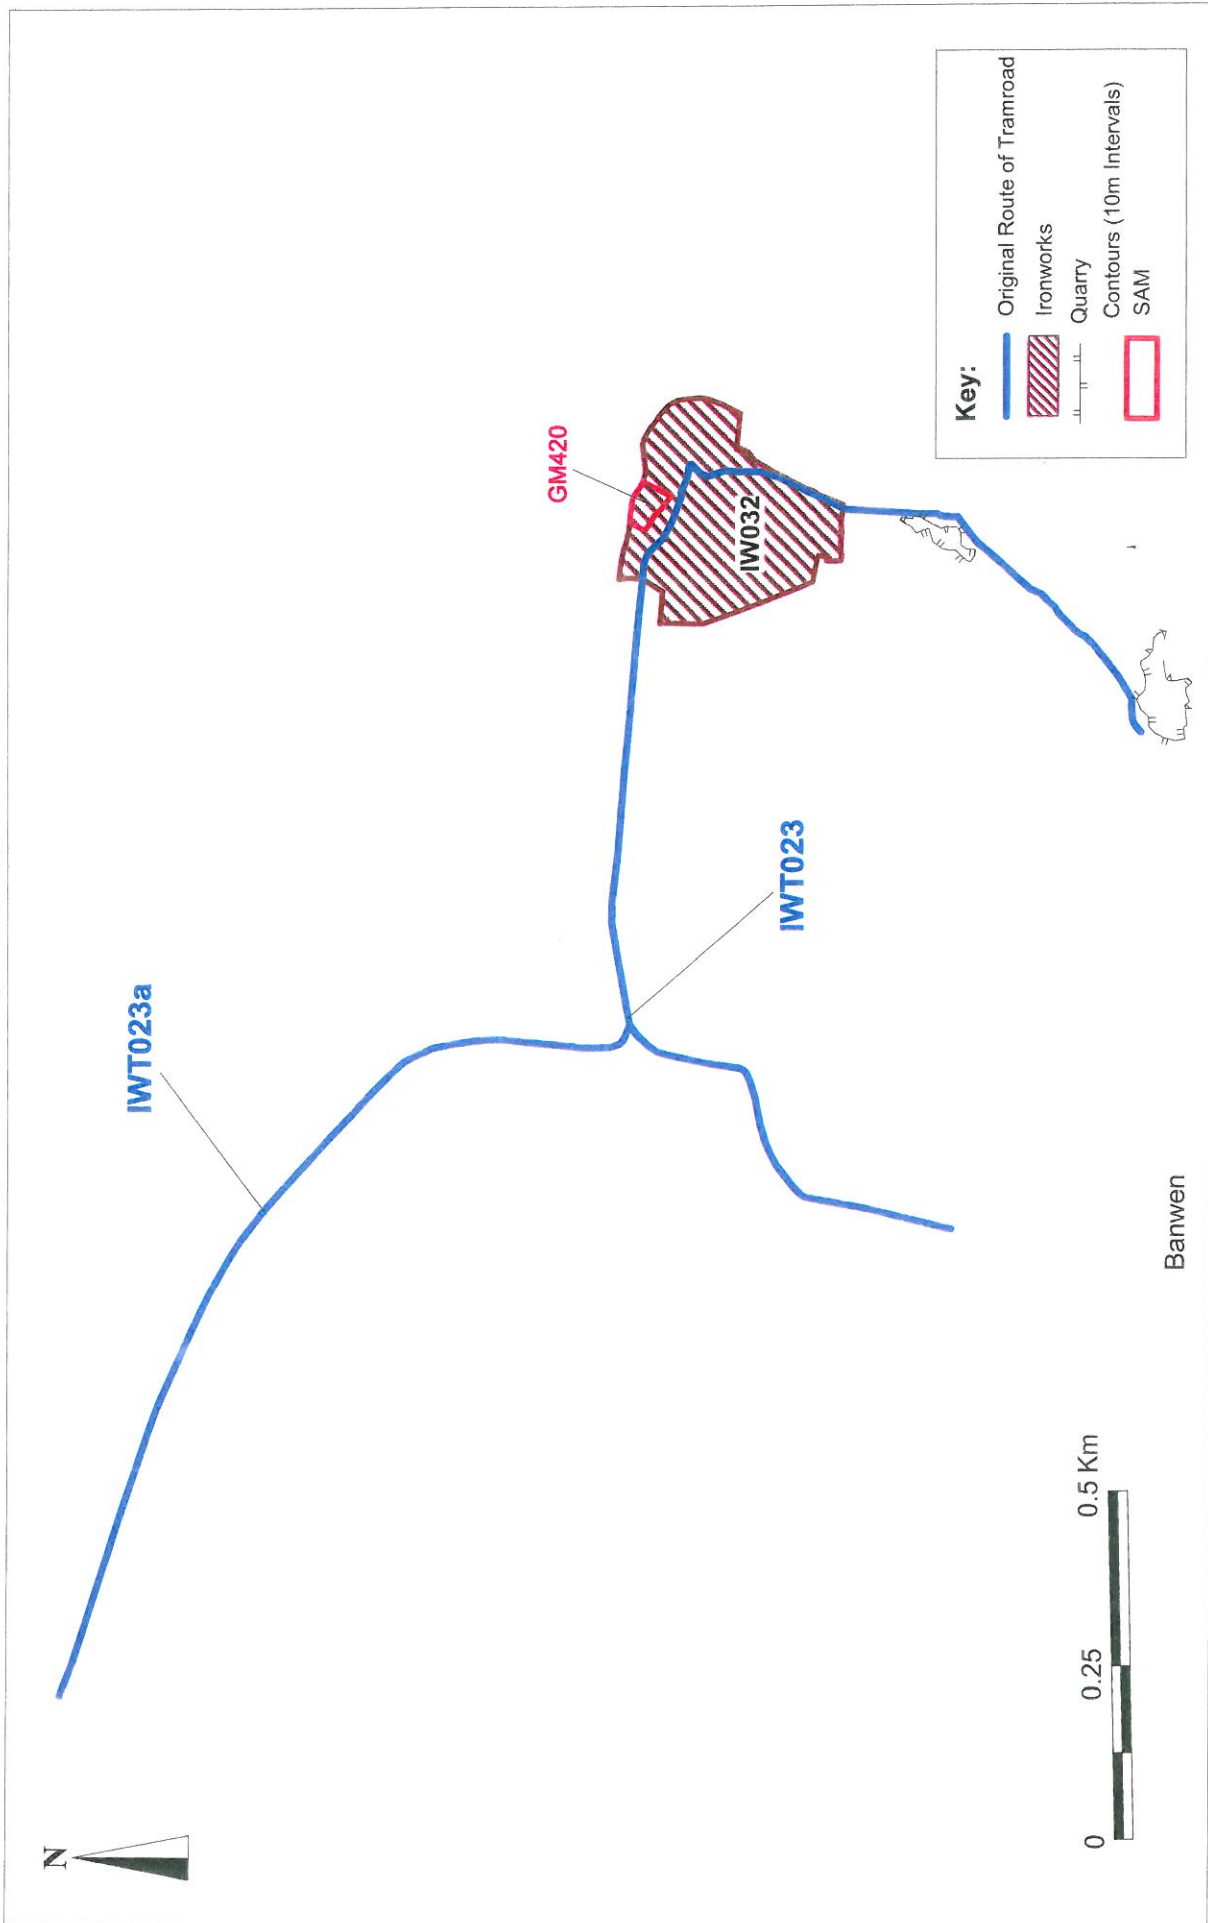 N
IWT023a
GM420
IW032
IWT023
Banwen
0
0.25
0.5 Km
Key:
Original Route of Tramroad
Ironworks
Quarry
Contours (10m Intervals)
SAM